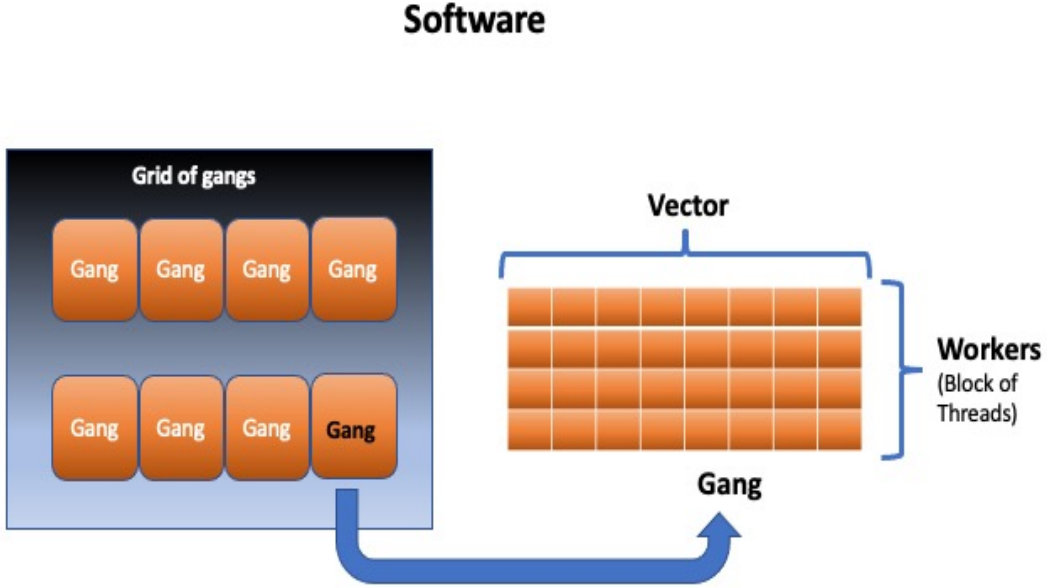 Software
Grid of gangs
Gang Gang Gang Gang
Gang Gang Gang Gang
Vector
Workers
(Block of
Threads)
Gang